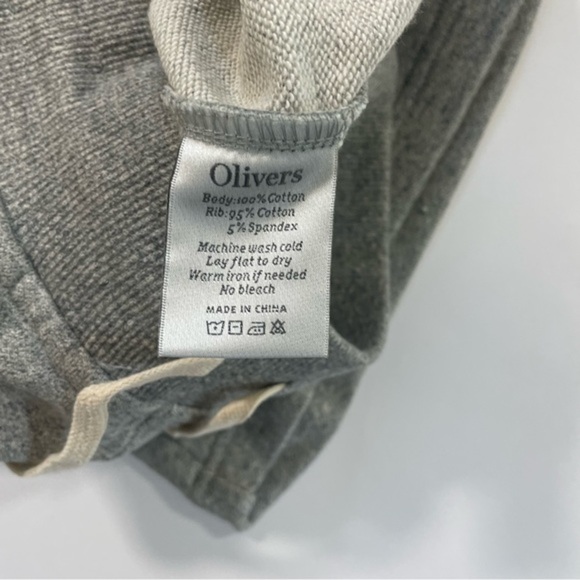 Olivers
Body:100% Cotton
Rib:95% Cotton
5% Spandex
Machine wash cold
Lay flat to dry
Warm iron if needed
No bleach
MADE IN CHINA